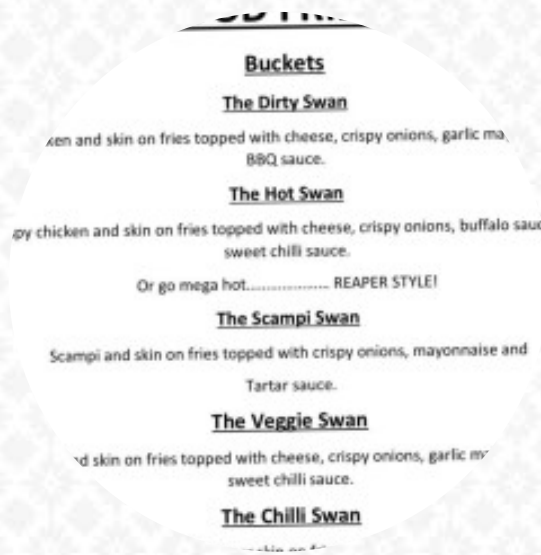 Buckets
The Dirty Swan
and skin on fries topped with cheese, crispy onions, garlic
BBQ sauce.
The Hot Swan
chicken and skin on fries topped with cheese, crispy onions, buffalo
sweet chilli sauce.
Or go mega hot.................. REAPER STYLE!
The Scampi Swan
Scampi and skin on fries topped with crispy onions, mayonnaise and
Tartar sauce.
The Veggie Swan
skin on fries topped with cheese, crispy onions, garlic
sweet chilli sauce.
The Chilli Swan